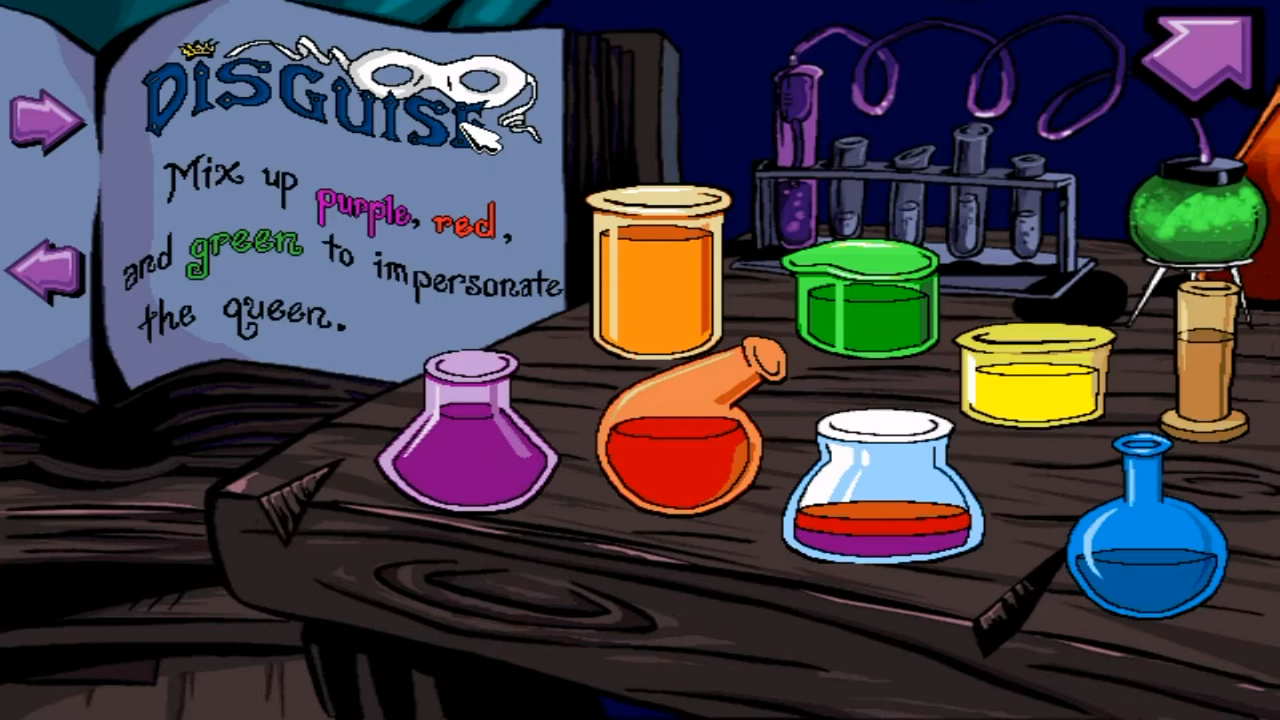 DISGUISE
Mix up purple, red,
and green to impersonate
the queen.